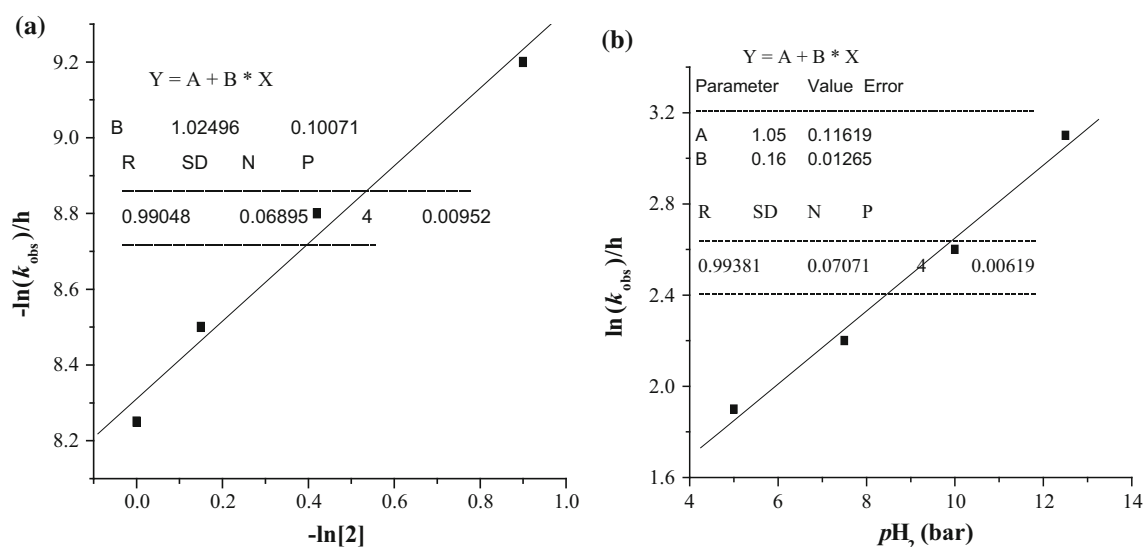 (a)
9.2
9.0
8.8
8.6
8.4
8.2
-ln(k obs)/h
Y = A + B * X
B 1.02496 0.10071
R SD N P
0.99048 0.06895 4 0.00952
0.0 0.2 0.4 0.6 0.8 1.0
-ln[2]
(b)
3.2
2.8
2.4
2.0
1.6
ln (k obs)/h
Y = A + B * X
Parameter Value Error
A 1.05 0.11619
B 0.16 0.01265
R SD N P
0.99381 0.07071 4 0.00619
4 6 8 10 12 14
pH2 (bar)